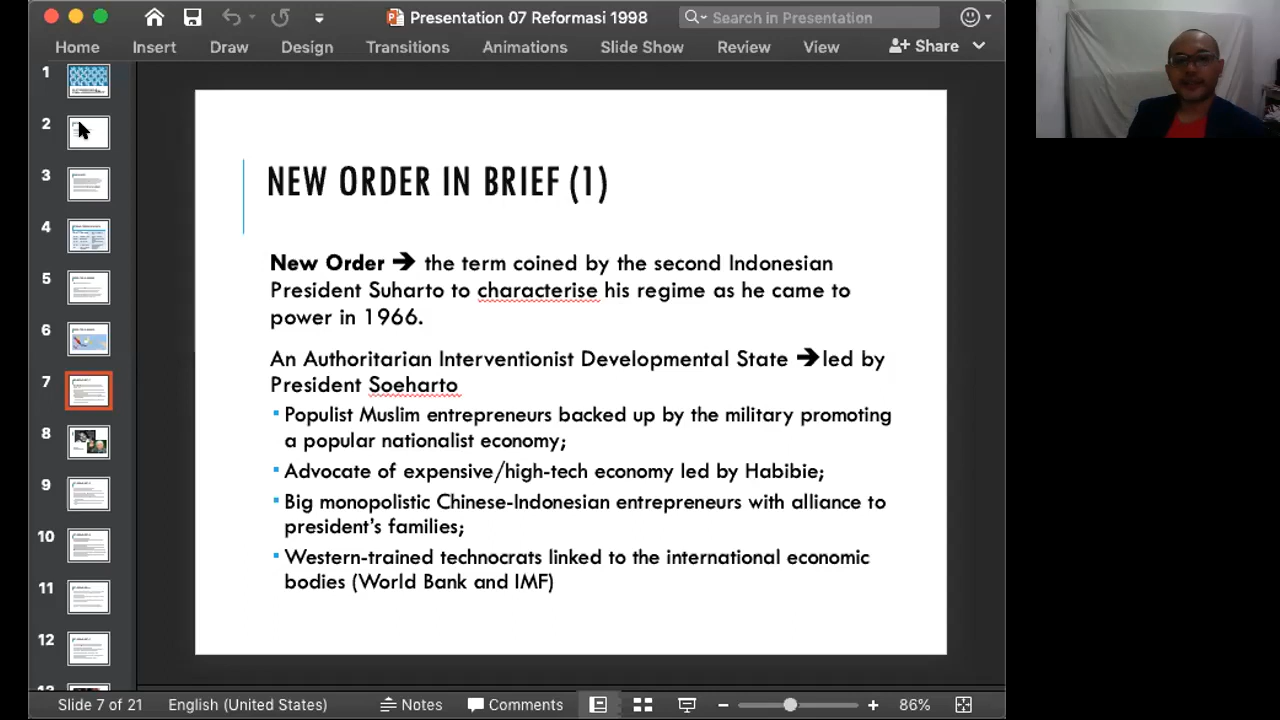 Presentation 07 Reformasi 1998
Search in Presentation
Home Insert Draw Design Transitions Animations Slide Show Review View Share
1
2
3
4
5
6
7
8
9
10
11
12
NEW ORDER IN BRIEF (1)
New Order ➔ the term coined by the second Indonesian
President Suharto to characterise his regime as he came to
power in 1966.
An Authoritarian Interventionist Developmental State ➔led by
President Soeharto
▪ Populist Muslim entrepreneurs backed up by the military promoting
a popular nationalist economy;
▪ Advocate of expensive/high-tech economy led by Habibie;
▪ Big monopolistic Chinese-Indonesian entrepreneurs with alliance to
president's families;
▪ Western-trained technocrats linked to the international economic
bodies (World Bank and IMF)
Slide 7 of 21 English (United States) Notes Comments 86%